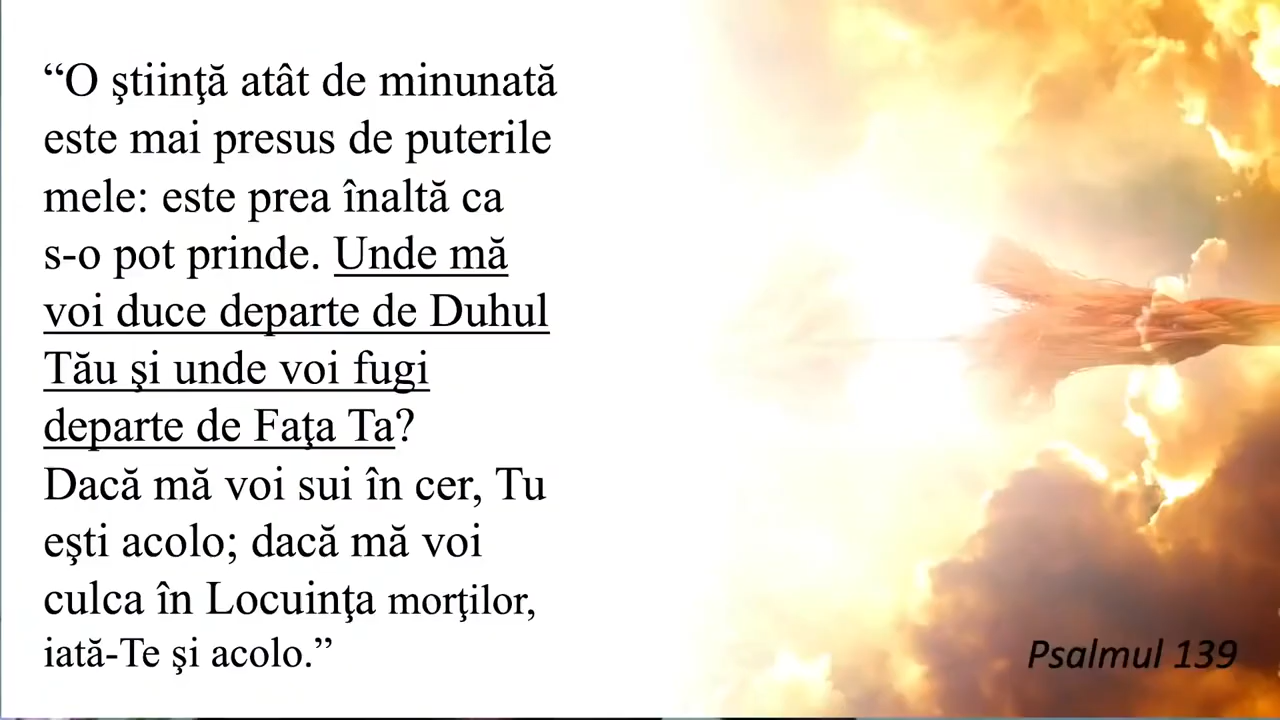 “O ştiinţă atât de minunată
este mai presus de puterile
mele: este prea înaltă ca
s-o pot prinde. Unde mă
voi duce departe de Duhul
Tău şi unde voi fugi
departe de Faţa Ta?
Dacă mă voi sui în cer, Tu
eşti acolo; dacă mă voi
culca în Locuinţa morţilor,
iată-Te şi acolo.”
Psalmul 139